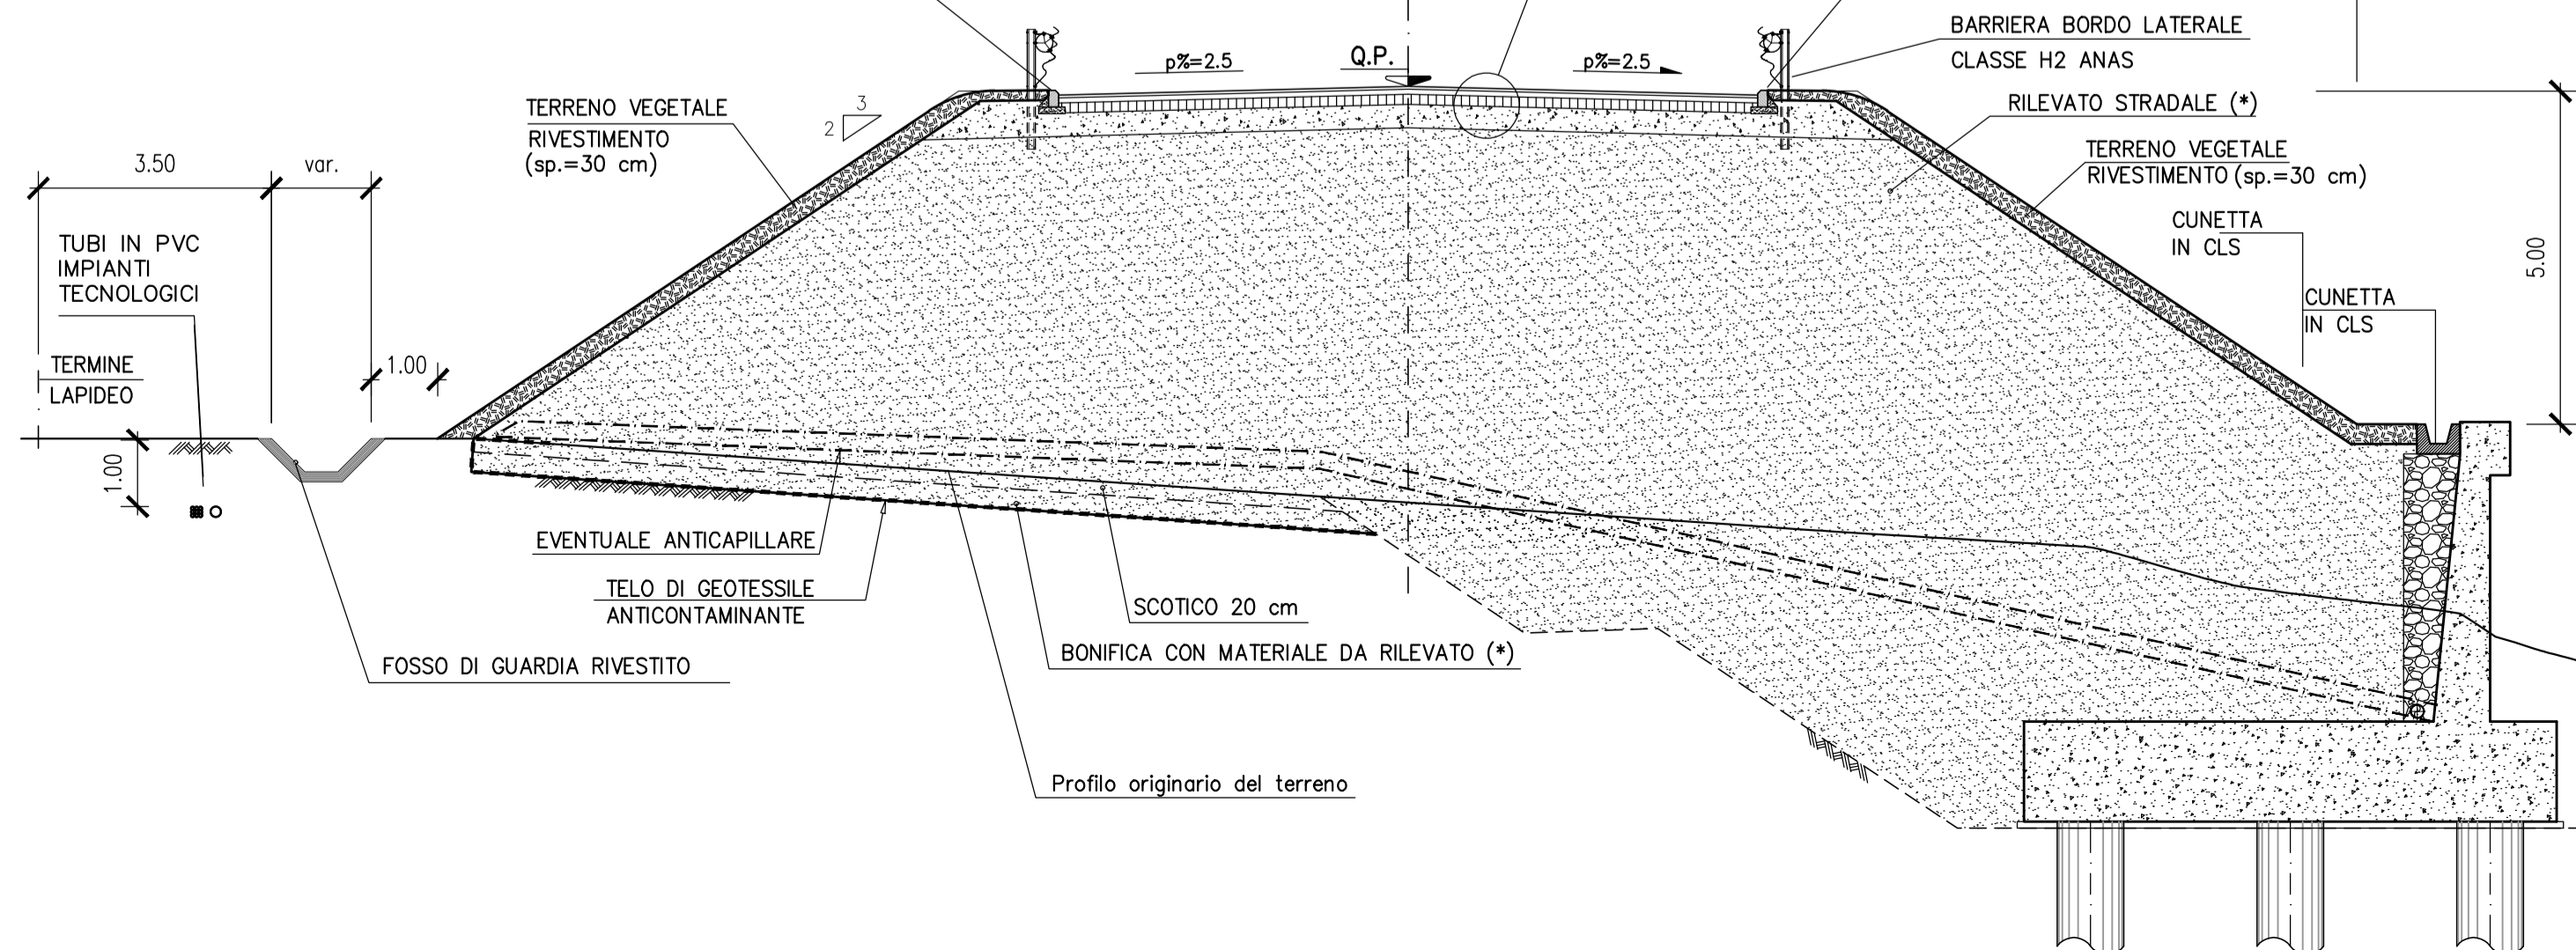 BARRIERA BORDO LATERALE
CLASSE H2 ANAS
p%=2.5
Q.P.
p%=2.5
RILEVATO STRADALE (*)
TERRENO VEGETALE
RIVESTIMENTO
(sp.=30 cm)
3
2
TERRENO VEGETALE
RIVESTIMENTO (sp.=30 cm)
3.50
var.
CUNETTA
IN CLS
TUBI IN PVC
IMPIANTI
TECNOLOGICI
5.00
CUNETTA
IN CLS
TERMINE
LAPIDEO
1.00
1.00
EVENTUALE ANTICAPILLARE
TELO DI GEOTESSILE
ANTICONTAMINANTE
SCOTICO 20 cm
BONIFICA CON MATERIALE DA RILEVATO (*)
FOSSO DI GUARDIA RIVESTITO
Profilo originario del terreno